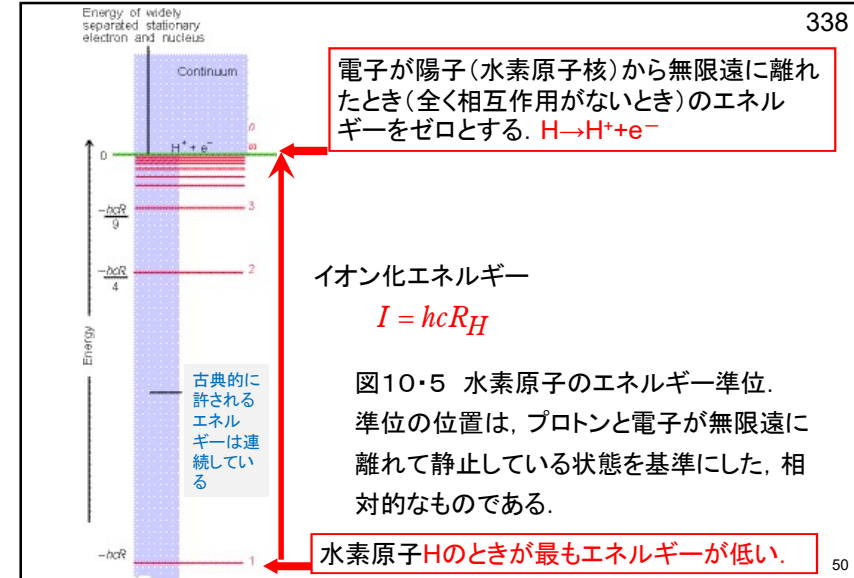 Energy of widely
separated stationary
electron and nucleus
338
Continuum
電子が陽子（水素原子核）から無限遠に離れ
たとき（全く相互作用がないとき）のエネル
ギーをゼロとする．H→H⁺+e⁻
∞
0
H⁺ + e⁻
-hcR/9
3
-hcR/4
2
イオン化エネルギー
I = hcR_H
Energy
古典的に
許される
エネル
ギーは連
続してい
る
図１０・５ 水素原子のエネルギー準位．
準位の位置は，プロトンと電子が無限遠に
離れて静止している状態を基準にした，相
対的なものである．
-hcR
1
水素原子Hのときが最もエネルギーが低い．
50